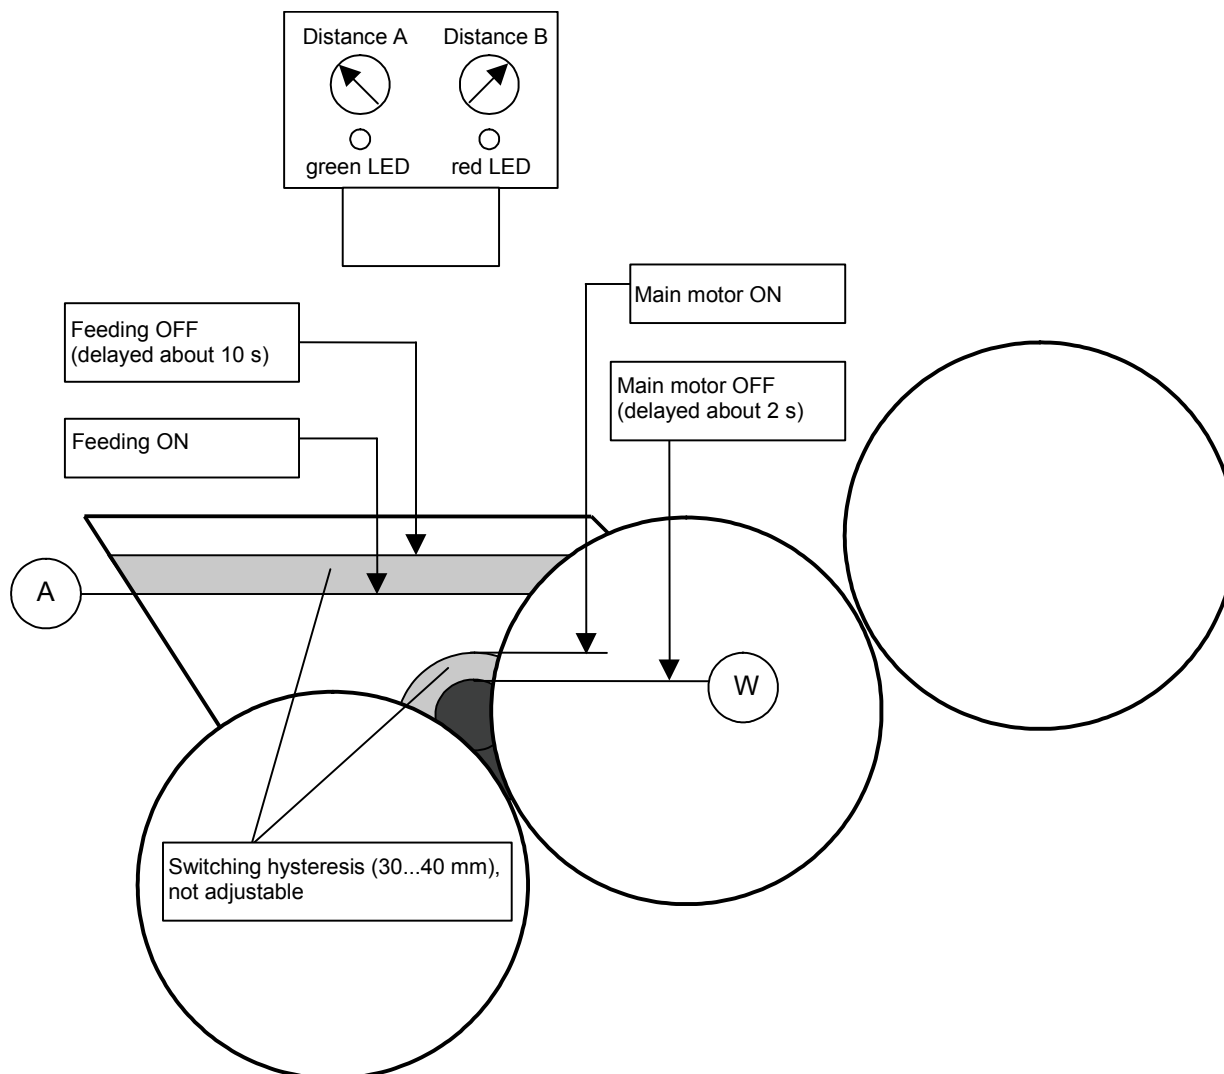 Distance A
Distance B
green LED
red LED
Main motor ON
Feeding OFF
(delayed about 10 s)
Main motor OFF
(delayed about 2 s)
Feeding ON
A
W
Switching hysteresis (30...40 mm),
not adjustable